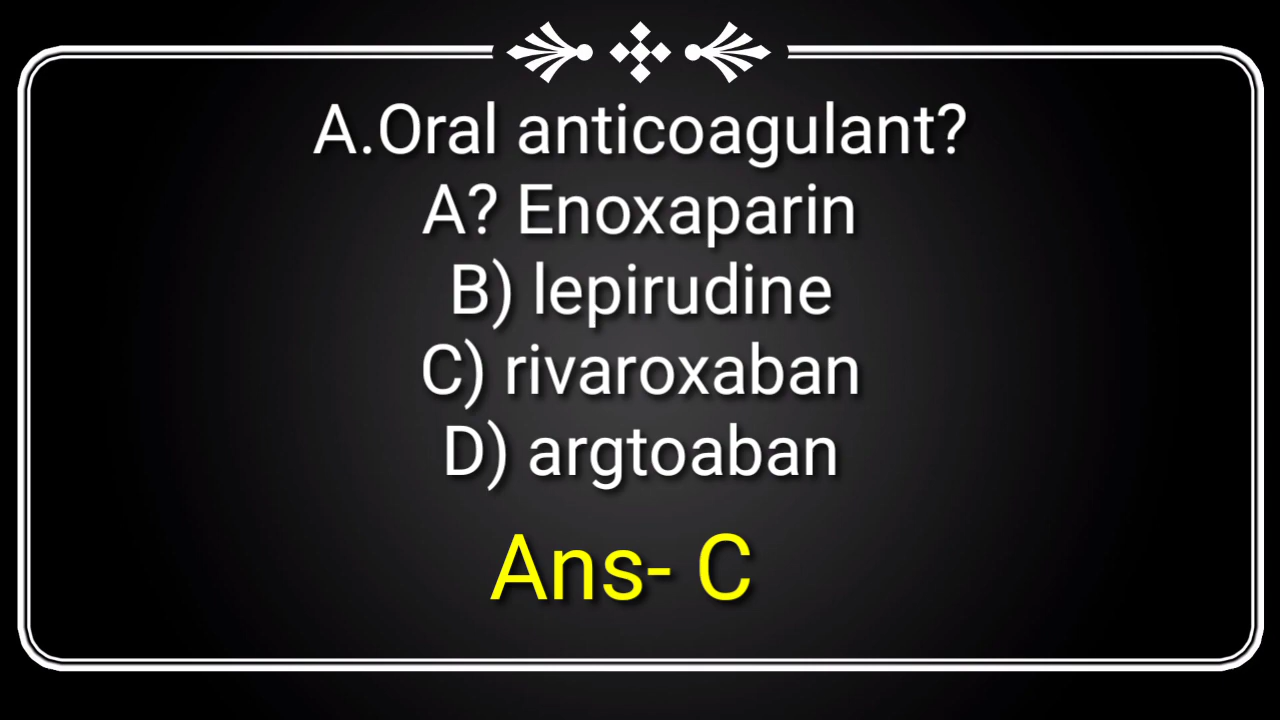 A.Oral anticoagulant?
A? Enoxaparin
B) lepirudine
C) rivaroxaban
D) argtoaban
Ans- C